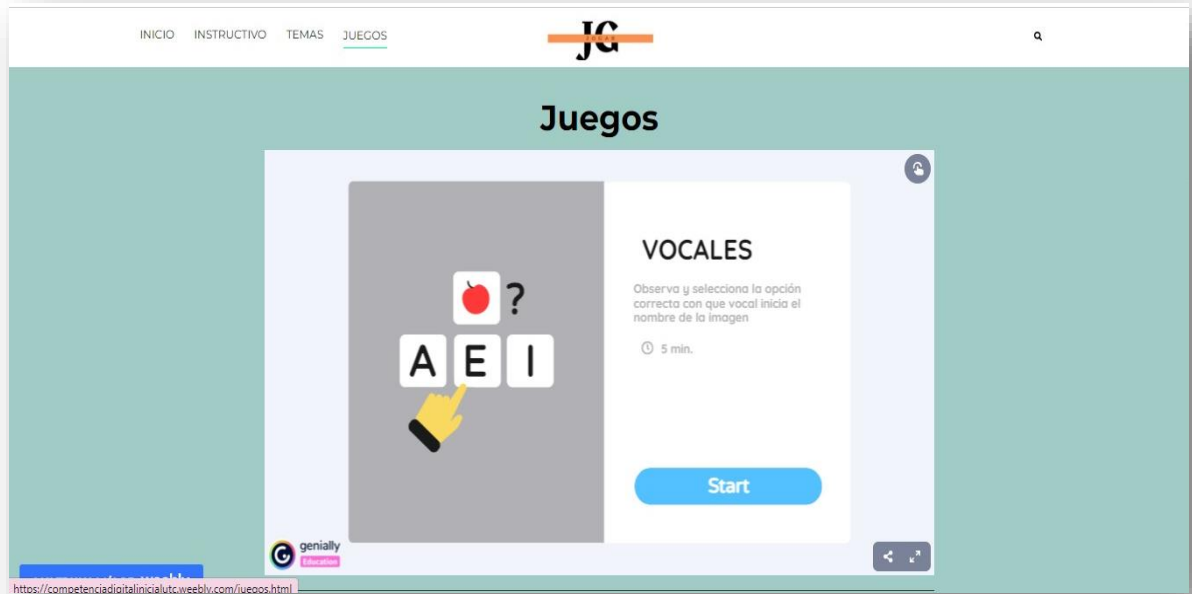 INICIO INSTRUCTIVO TEMAS JUEGOS
JG
EDGAR
Juegos
?
A E I
VOCALES
Observa y selecciona la opción
correcta con que vocal inicia el
nombre de la imagen
5 min.
Start
genially
Education
https://competenciadigitalinicialutc.weebly.com/juegos.html